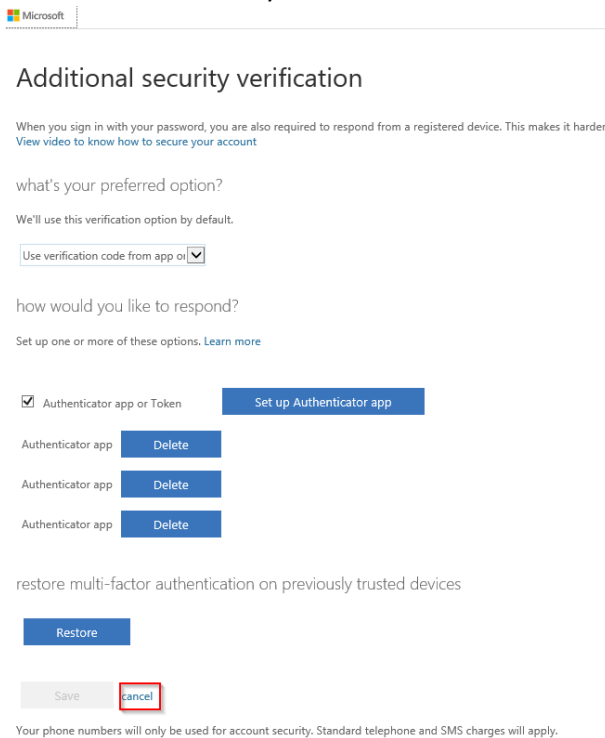 Microsoft
Additional security verification
When you sign in with your password, you are also required to respond from a registered device. This makes it harder
View video to know how to secure your account
what's your preferred option?
We'll use this verification option by default.
Use verification code from app or
how would you like to respond?
Set up one or more of these options. Learn more
Authenticator app or Token Set up Authenticator app
Authenticator app Delete
Authenticator app Delete
Authenticator app Delete
restore multi-factor authentication on previously trusted devices
Restore
Save cancel
Your phone numbers will only be used for account security. Standard telephone and SMS charges will apply.